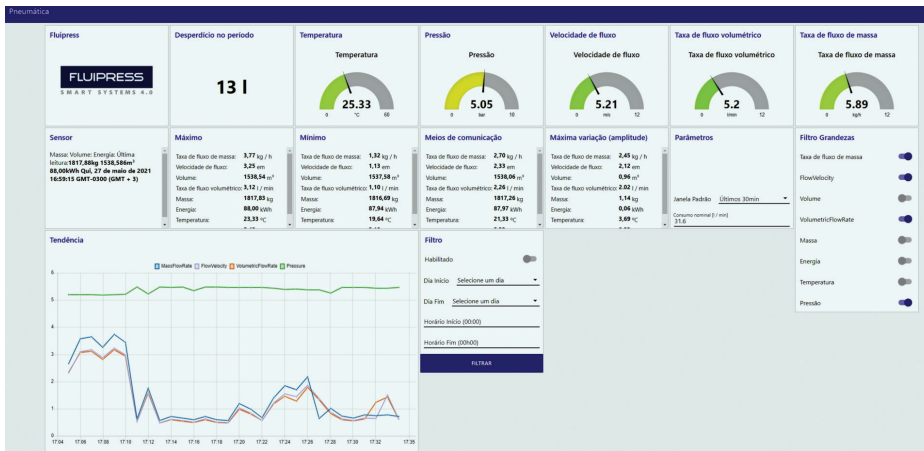 Pneumática
Fluipress
FLUIPRESS
SMART SYSTEMS 4.0
Desperdício no período
13 l
Temperatura
Temperatura
25.33
0 °C 60
Pressão
Pressão
5.05
0 bar 10
Velocidade de fluxo
Velocidade de fluxo
5.21
0 m/s 12
Taxa de fluxo volumétrico
Taxa de fluxo volumétrico
5.2
0 l/min 12
Taxa de fluxo de massa
Taxa de fluxo de massa
5.89
0 kg/h 12
Sensor
Massa: Volume: Energia: Última
leitura:1817,88kg 1538,586m³
88,00kWh Qui, 27 de maio de 2021
16:59:15 GMT-0300 (GMT + 3)
Máximo
Taxa de fluxo de massa: 3,77 kg / h
Velocidade de fluxo: 3,25 em
Volume: 1538,54 m³
Taxa de fluxo volumétrico: 3,12 l / min
Massa: 1817,83 kg
Energia: 88,00 kWh
Temperatura: 23,33 ºC
Mínimo
Taxa de fluxo de massa: 1,32 kg / h
Velocidade de fluxo: 1,13 em
Volume: 1537,58 m³
Taxa de fluxo volumétrico: 1,10 l / min
Massa: 1816,69 kg
Energia: 87,94 kWh
Temperatura: 19,64 ºC
Meios de comunicação
Taxa de fluxo de massa: 2,70 kg / h
Velocidade de fluxo: 2,33 em
Volume: 1538,06 m³
Taxa de fluxo volumétrico: 2,26 l / min
Massa: 1817,26 kg
Energia: 87,97 kWh
Temperatura: 21,33 ºC
Máxima variação (amplitude)
Taxa de fluxo de massa: 2,45 kg / h
Velocidade de fluxo: 2,12 em
Volume: 0,96 m³
Taxa de fluxo volumétrico: 2.02 l / min
Massa: 1,14 kg
Energia: 0,06 kWh
Temperatura: 3,69 ºC
Parâmetros
Janela Padrão Últimos 30min
Consumo nominal [l / min]
31.6
Filtro Grandezas
Taxa de fluxo de massa
FlowVelocity
Volume
VolumetricFlowRate
Massa
Energia
Temperatura
Pressão
Tendência
MassFlowRate FlowVelocity VolumetricFlowRate Pressure
6
5
4
3
2
1
0
17:04 17:06 17:08 17:10 17:12 17:14 17:16 17:18 17:20 17:22 17:24 17:26 17:28 17:30 17:32 17:35
Filtro
Habilitado
Dia Início Selecione um dia
Dia Fim Selecione um dia
Horário Início (00:00)
Horário Fim (00h00)
FILTRAR